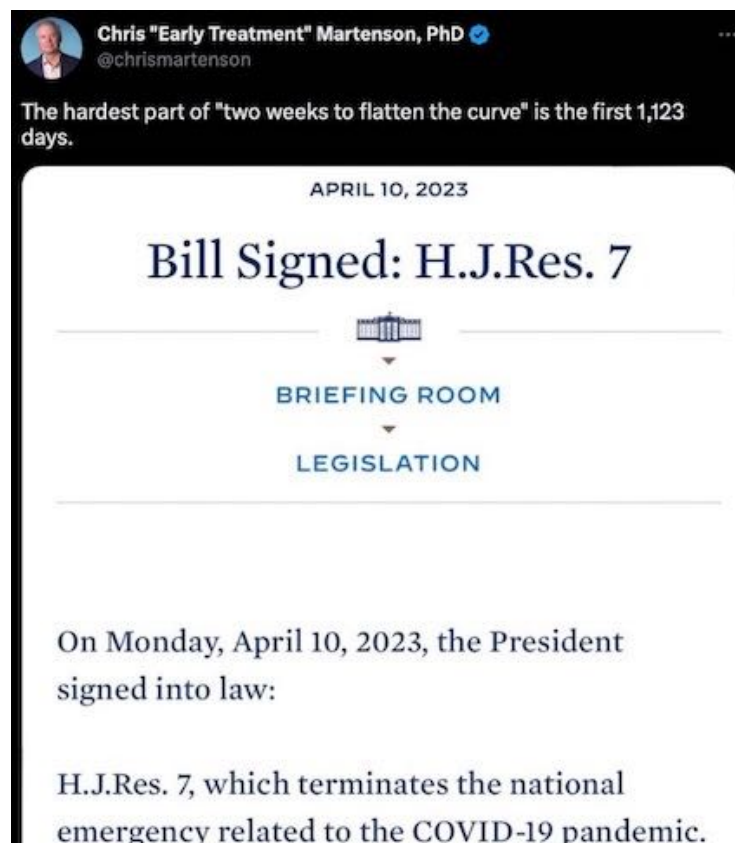 Chris "Early Treatment" Martenson, PhD
@chrismartenson
The hardest part of "two weeks to flatten the curve" is the first 1,123
days.
APRIL 10, 2023
Bill Signed: H.J.Res. 7
BRIEFING ROOM
LEGISLATION
On Monday, April 10, 2023, the President
signed into law:
H.J.Res. 7, which terminates the national
emergency related to the COVID-19 pandemic.